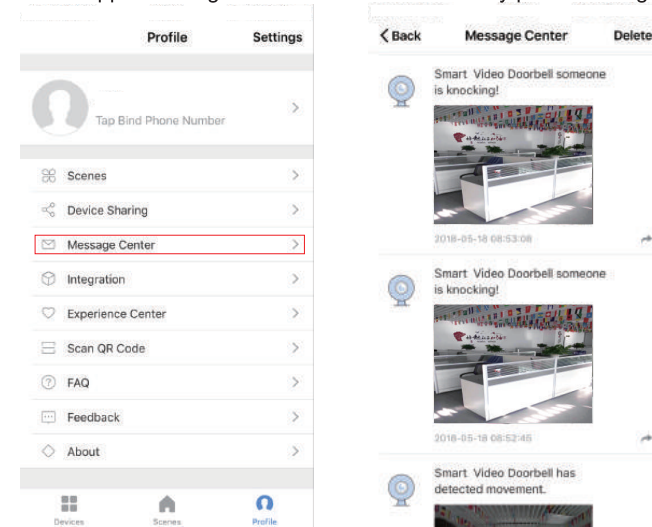 Profile
Settings
Tap Bind Phone Number
Scenes
Device Sharing
Message Center
Integration
Experience Center
Scan QR Code
FAQ
Feedback
About
Devices
Scenes
Profile
Back
Message Center
Delete
Smart Video Doorbell someone
is knocking!
2018-05-18 08:53:08
Smart Video Doorbell someone
is knocking!
2018-05-18 08:52:45
Smart Video Doorbell has
detected movement.